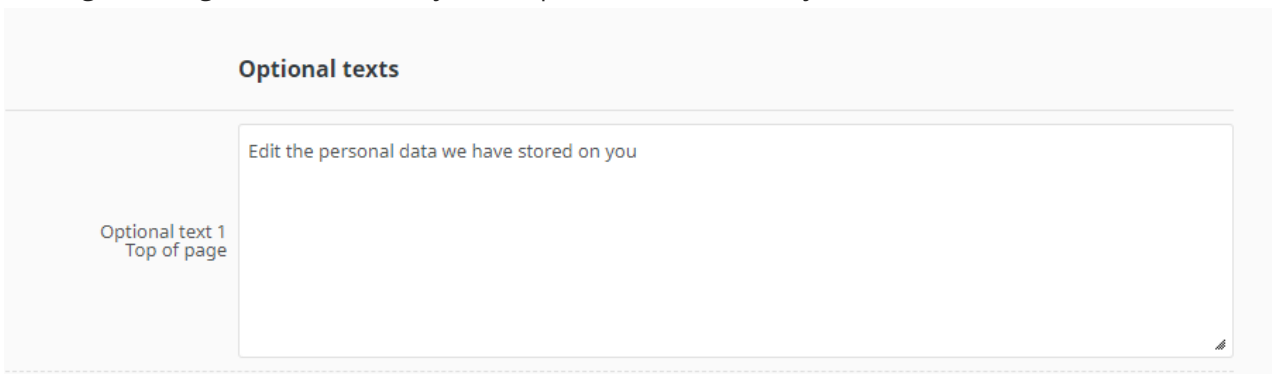 Optional texts
Edit the personal data we have stored on you
Optional text 1
Top of page